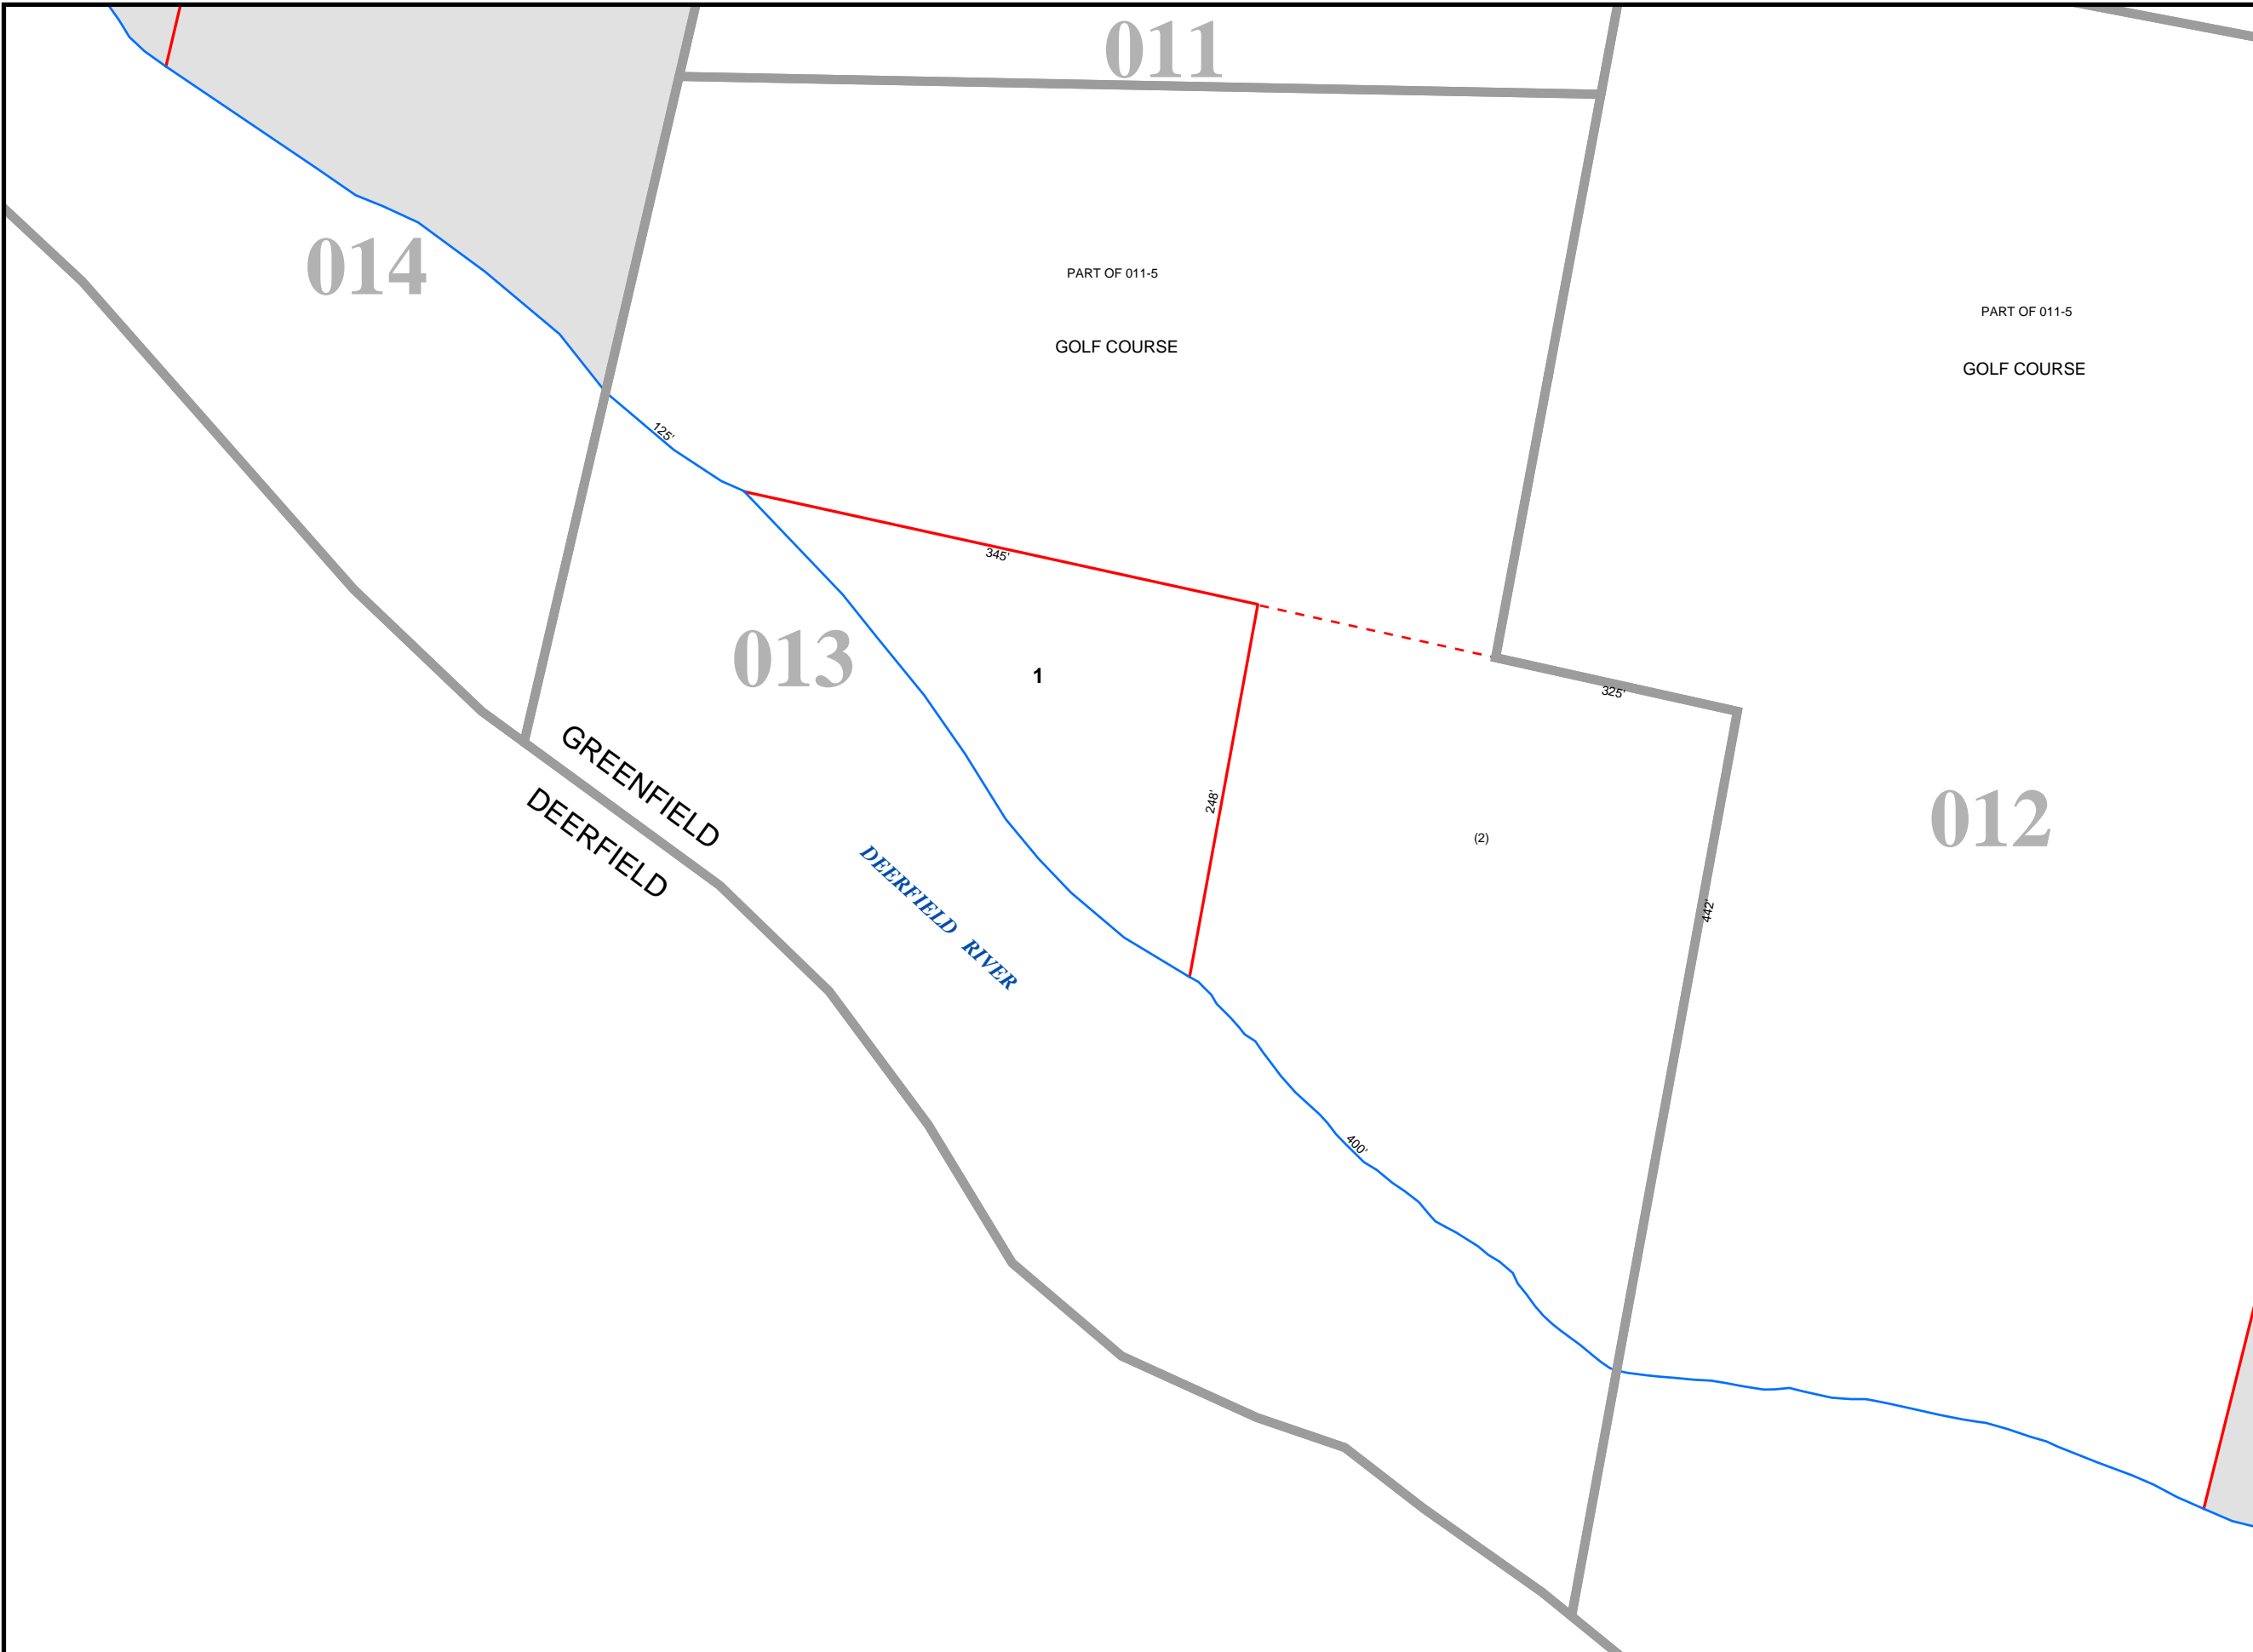 011
014
PART OF 011-5
GOLF COURSE
PART OF 011-5
GOLF COURSE
125'
345'
013
1
325'
GREENFIELD
DEERFIELD
248'
(2)
012
DEERFIELD RIVER
442'
400'